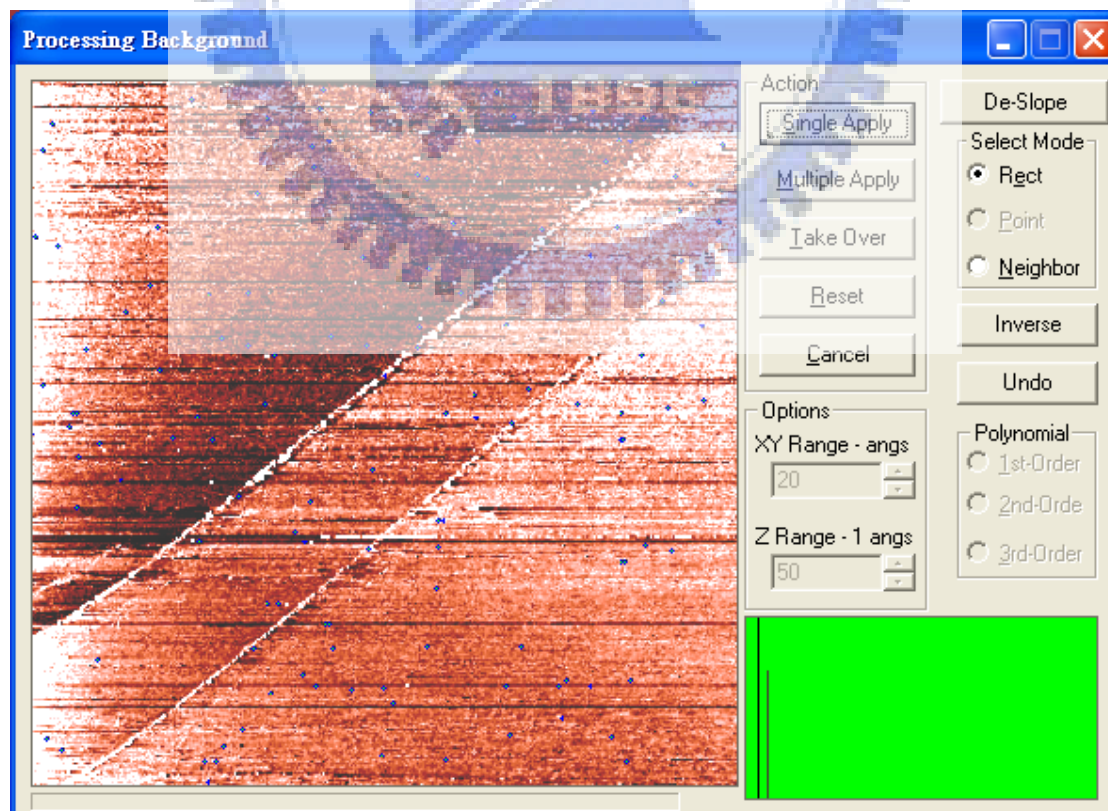 Processing Background
Action
Single Apply
Multiple Apply
Take Over
Reset
Cancel
De-Slope
Select Mode
Rect
Point
Neighbor
Inverse
Undo
Options
XY Range - angs
20
Z Range - 1 angs
50
Polynomial
1st-Order
2nd-Orde
3rd-Order